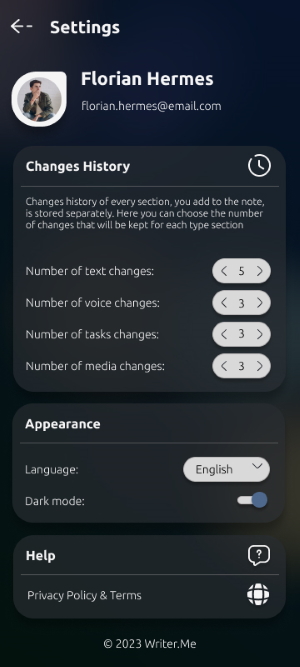 Settings
Florian Hermes
florian.hermes@email.com
Changes History
Changes history of every section, you add to the note,
is stored separately. Here you can choose the number
of changes that will be kept for each type section
Number of text changes: < 5 >
Number of voice changes: < 3 >
Number of tasks changes: < 3 >
Number of media changes: < 3 >
Appearance
Language: English
Dark mode:
Help ?
Privacy Policy & Terms
© 2023 Writer.Me